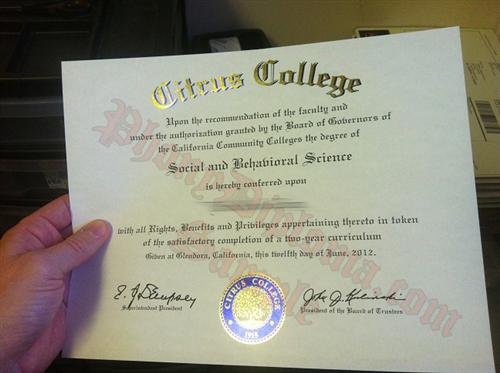 Citrus College
Upon the recommendation of the faculty and
under the authorization granted by the Board of Governors of
the California Community Colleges the degree of
Social and Behavioral Science
is hereby conferred upon
with all Rights, Benefits and Privileges appertaining thereto in token
of the satisfactory completion of a two-year curriculum
Given at Glendora, California, this twelfth day of June, 2012.
Superintendent President
President of the Board of Trustees
CITRUS COLLEGE
1915
PhonyDiploma.com